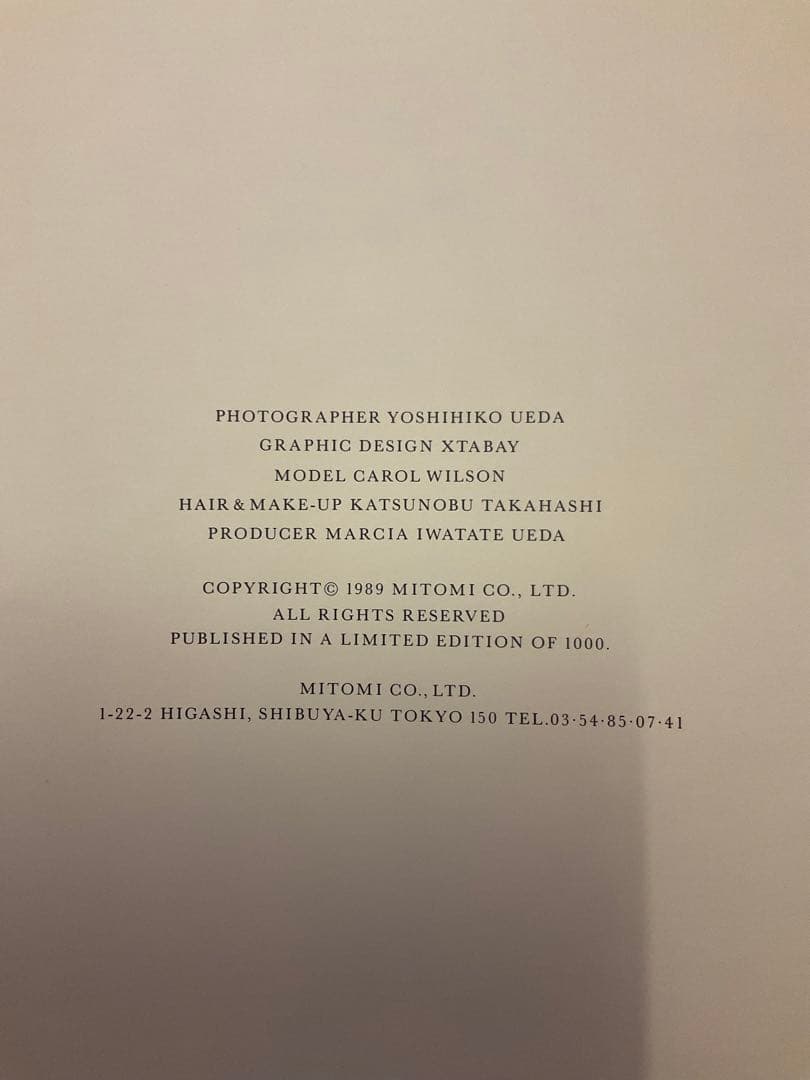 PHOTOGRAPHER YOSHIHIKO UEDA
GRAPHIC DESIGN XTABAY
MODEL CAROL WILSON
HAIR & MAKE-UP KATSUNOBU TAKAHASHI
PRODUCER MARCIA IWATATE UEDA
COPYRIGHT© 1989 MITOMI CO., LTD.
ALL RIGHTS RESERVED
PUBLISHED IN A LIMITED EDITION OF 1000.
MITOMI CO., LTD.
1-22-2 HIGASHI, SHIBUYA-KU TOKYO 150 TEL.03·54·85·07·41